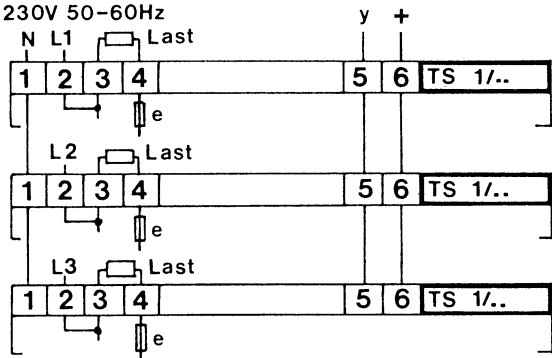 230V 50-60Hz y +
N L1 Last
1 2 3 4 5 6 TS 1/..
e
L2 Last
1 2 3 4 5 6 TS 1/..
e
L3 Last
1 2 3 4 5 6 TS 1/..
e